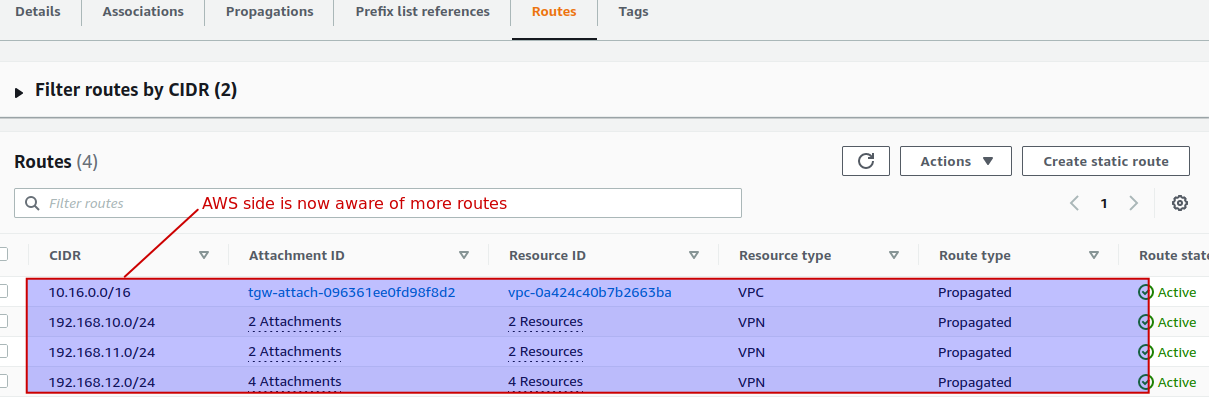 Details Associations Propagations Prefix list references Routes Tags
Filter routes by CIDR (2)
Routes (4) Actions Create static route
Filter routes AWS side is now aware of more routes 1
CIDR Attachment ID Resource ID Resource type Route type Route state
10.16.0.0/16 tgw-attach-096361ee0fd98f8d2 vpc-0a424c40b7b2663ba VPC Propagated Active
192.168.10.0/24 2 Attachments 2 Resources VPN Propagated Active
192.168.11.0/24 2 Attachments 2 Resources VPN Propagated Active
192.168.12.0/24 4 Attachments 4 Resources VPN Propagated Active